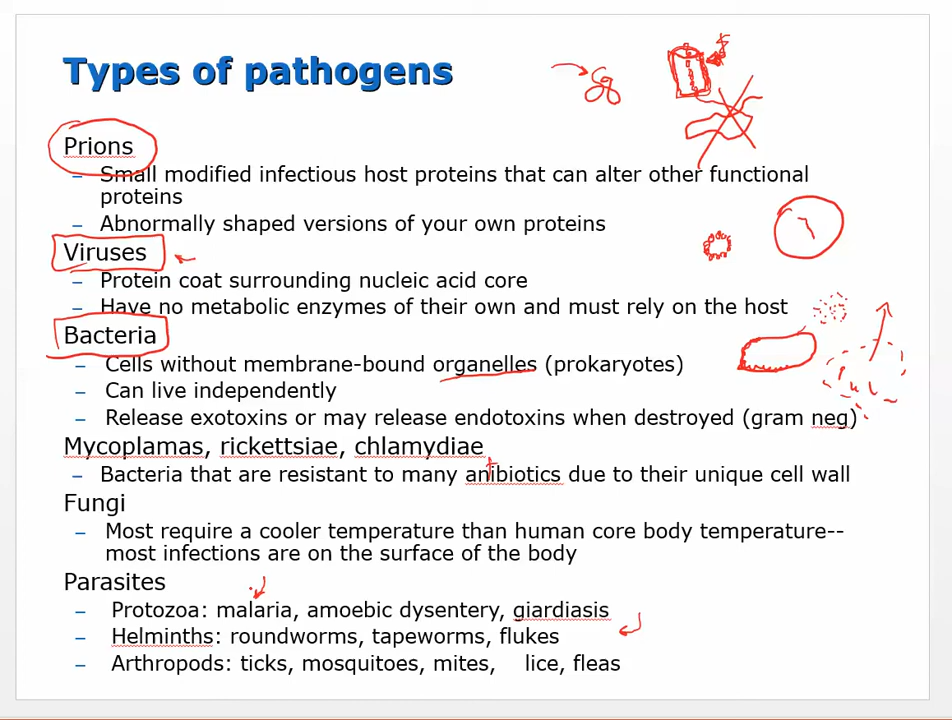 Types of pathogens
Prions
– Small modified infectious host proteins that can alter other functional
proteins
– Abnormally shaped versions of your own proteins
Viruses
– Protein coat surrounding nucleic acid core
– Have no metabolic enzymes of their own and must rely on the host
Bacteria
– Cells without membrane-bound organelles (prokaryotes)
– Can live independently
– Release exotoxins or may release endotoxins when destroyed (gram neg)
Mycoplamas, rickettsiae, chlamydiae
– Bacteria that are resistant to many anibiotics due to their unique cell wall
Fungi
– Most require a cooler temperature than human core body temperature--
most infections are on the surface of the body
Parasites
– Protozoa: malaria, amoebic dysentery, giardiasis
– Helminths: roundworms, tapeworms, flukes
– Arthropods: ticks, mosquitoes, mites, lice, fleas